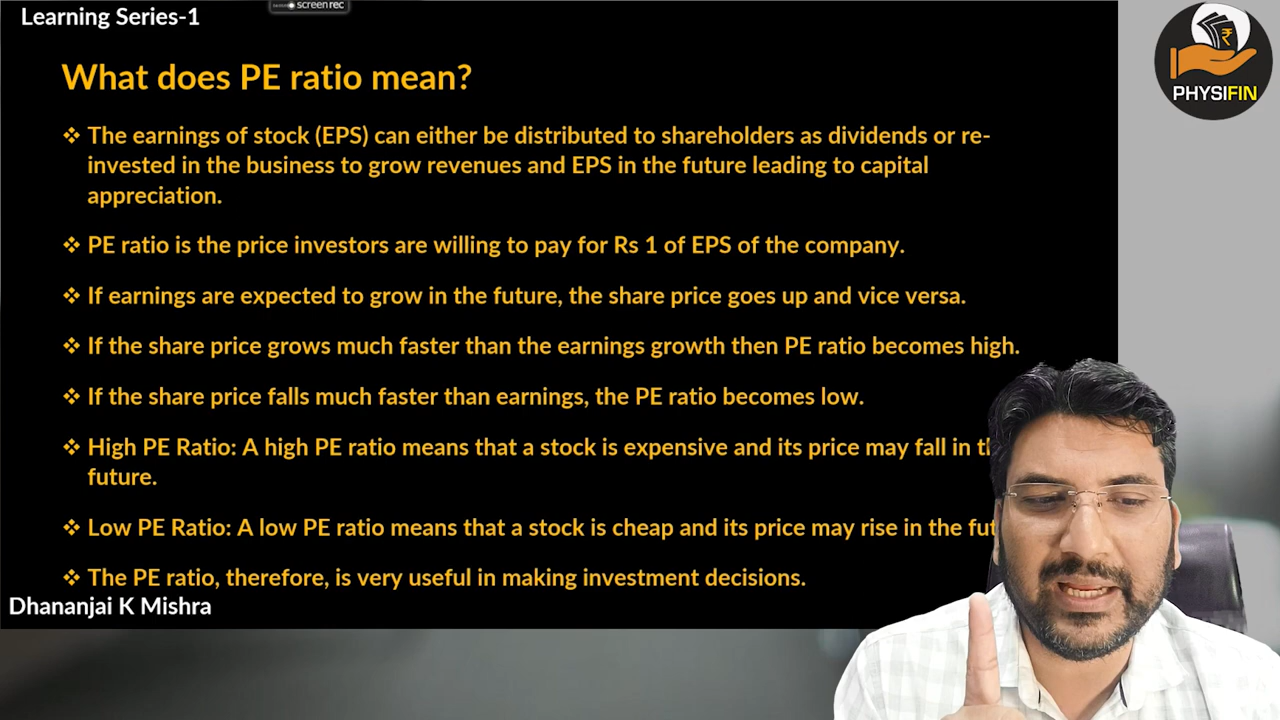 Learning Series-1
screenrec
PHYSIFIN
What does PE ratio mean?
❖ The earnings of stock (EPS) can either be distributed to shareholders as dividends or re-
invested in the business to grow revenues and EPS in the future leading to capital
appreciation.
❖ PE ratio is the price investors are willing to pay for Rs 1 of EPS of the company.
❖ If earnings are expected to grow in the future, the share price goes up and vice versa.
❖ If the share price grows much faster than the earnings growth then PE ratio becomes high.
❖ If the share price falls much faster than earnings, the PE ratio becomes low.
❖ High PE Ratio: A high PE ratio means that a stock is expensive and its price may fall in
future.
❖ Low PE Ratio: A low PE ratio means that a stock is cheap and its price may rise in the
❖ The PE ratio, therefore, is very useful in making investment decisions.
Dhananjai K Mishra